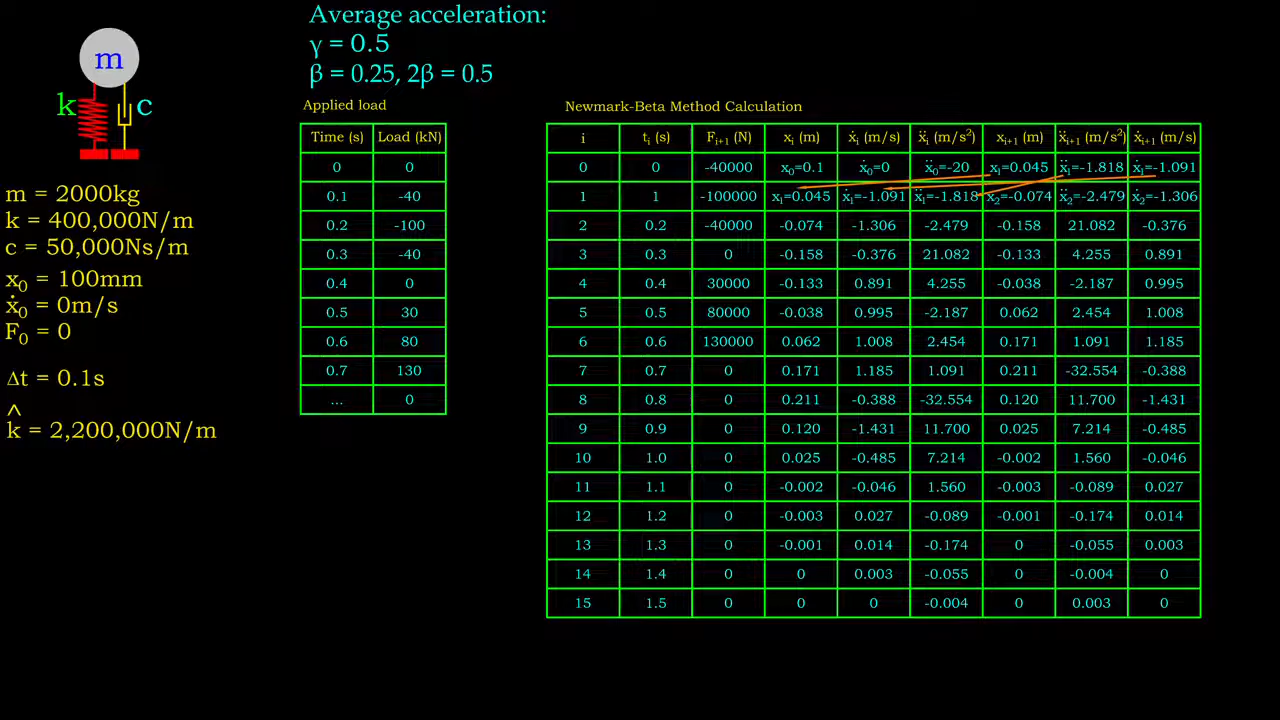 Average acceleration:
γ = 0.5
β = 0.25, 2β = 0.5
m
k c
m = 2000kg
k = 400,000N/m
c = 50,000Ns/m
x₀ = 100mm
ẋ₀ = 0m/s
F₀ = 0
Δt = 0.1s
^
k = 2,200,000N/m
Applied load
Time (s) Load (kN)
0 0
0.1 -40
0.2 -100
0.3 -40
0.4 0
0.5 30
0.6 80
0.7 130
... 0
Newmark-Beta Method Calculation
i tᵢ (s) Fᵢ₊₁ (N) xᵢ (m) ẋᵢ (m/s) ẍᵢ (m/s²) xᵢ₊₁ (m) ẍᵢ₊₁ (m/s²) ẋᵢ₊₁ (m/s)
0 0 -40000 x₀=0.1 ẋ₀=0 ẍ₀=-20 x₁=0.045 ẍ₁=-1.818 ẋ₁=-1.091
1 1 -100000 x₁=0.045 ẋ₁=-1.091 ẍ₁=-1.818 x₂=-0.074 ẍ₂=-2.479 ẋ₂=-1.306
2 0.2 -40000 -0.074 -1.306 -2.479 -0.158 21.082 -0.376
3 0.3 0 -0.158 -0.376 21.082 -0.133 4.255 0.891
4 0.4 30000 -0.133 0.891 4.255 -0.038 -2.187 0.995
5 0.5 80000 -0.038 0.995 -2.187 0.062 2.454 1.008
6 0.6 130000 0.062 1.008 2.454 0.171 1.091 1.185
7 0.7 0 0.171 1.185 1.091 0.211 -32.554 -0.388
8 0.8 0 0.211 -0.388 -32.554 0.120 11.700 -1.431
9 0.9 0 0.120 -1.431 11.700 0.025 7.214 -0.485
10 1.0 0 0.025 -0.485 7.214 -0.002 1.560 -0.046
11 1.1 0 -0.002 -0.046 1.560 -0.003 -0.089 0.027
12 1.2 0 -0.003 0.027 -0.089 -0.001 -0.174 0.014
13 1.3 0 -0.001 0.014 -0.174 0 -0.055 0.003
14 1.4 0 0 0.003 -0.055 0 -0.004 0
15 1.5 0 0 0 -0.004 0 0.003 0